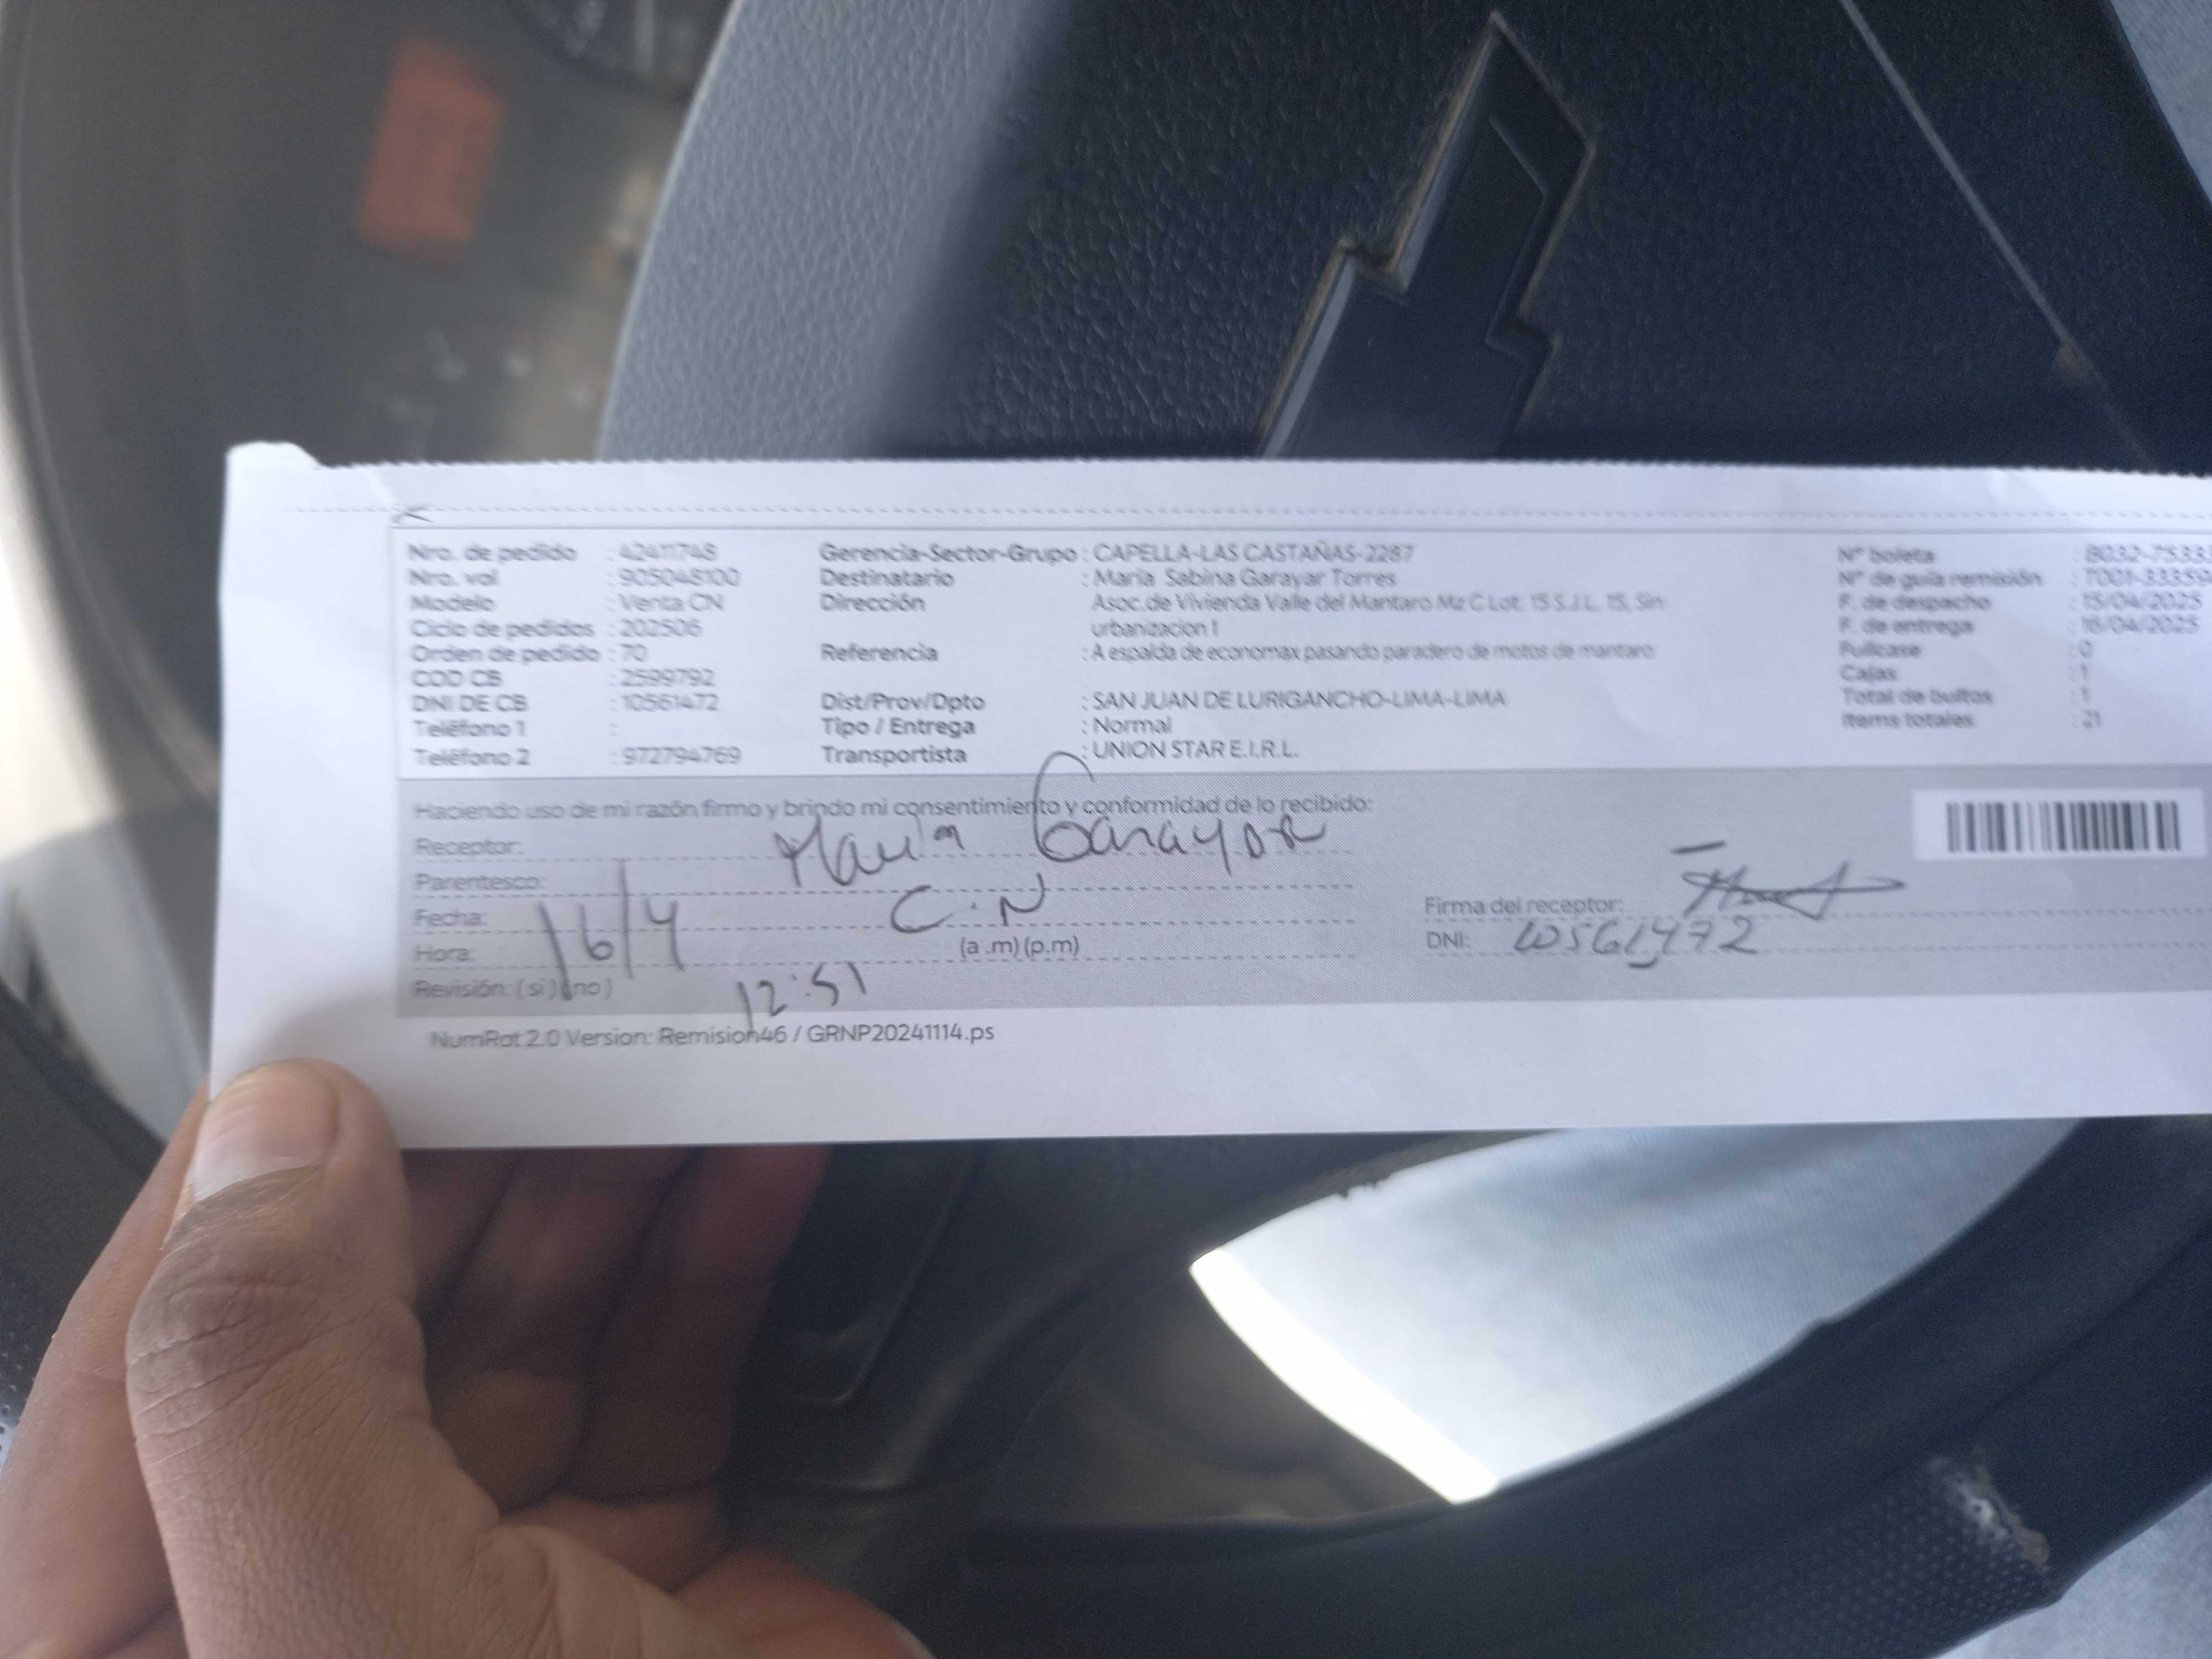 Nro. de pedido : 42411748 Gerencia-Sector-Grupo : CAPELLA-LAS CASTAÑAS-2287 N° boleta : B032-75333
Nro. vol : 905048100 Destinatario : Maria Sabina Garayar Torres N° de guía remisión : T001-33359
Modelo : Venta CN Dirección Asoc.de Vivienda Valle del Mantaro Mz C Lot. 15 S.J.L. 15, Sin F. de despacho : 15/04/2025
Ciclo de pedidos : 202506 urbanizacion 1 F. de entrega : 16/04/2025
Orden de pedido : 70 Referencia : A espalda de economax pasando paradero de motos de mantaro Fullcase : 0
COD CB : 2599792 Cajas : 1
DNI DE CB : 10561472 Dist/Prov/Dpto : SAN JUAN DE LURIGANCHO-LIMA-LIMA Total de bultos : 1
Teléfono 1 : Tipo / Entrega : Normal Items totales : 21
Teléfono 2 : 972794769 Transportista : UNION STAR E.I.R.L.
Haciendo uso de mi razón firmo y brindo mi consentimiento y conformidad de lo recibido:
Receptor: Maria Garayar
Parentesco: C.N
Fecha: 16/4 Firma del receptor:
Hora: 12:51 (a .m) (p.m) DNI: 10561472
Revisión: ( si ) ( no )
NumRot 2.0 Version: Remision46 / GRNP20241114.ps